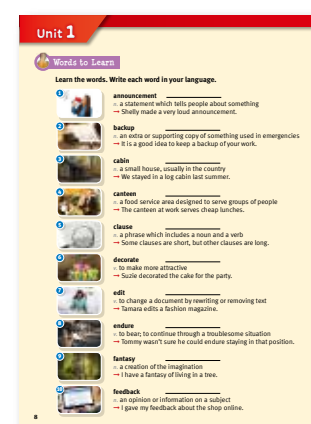 Unit 1
Words to Learn
Learn the words. Write each word in your language.
1
announcement
n. a statement which tells people about something
→ Shelly made a very loud announcement.
2
backup
n. an extra or supporting copy of something used in emergencies
→ It is a good idea to keep a backup of your work.
3
cabin
n. a small house, usually in the country
→ We stayed in a log cabin last summer.
4
canteen
n. a food service area designed to serve groups of people
→ The canteen at work serves cheap lunches.
5
clause
n. a phrase which includes a noun and a verb
→ Some clauses are short, but other clauses are long.
6
decorate
v. to make more attractive
→ Suzie decorated the cake for the party.
7
edit
v. to change a document by rewriting or removing text
→ Tamara edits a fashion magazine.
8
endure
v. to bear; to continue through a troublesome situation
→ Tommy wasn't sure he could endure staying in that position.
9
fantasy
n. a creation of the imagination
→ I have a fantasy of living in a tree.
10
feedback
n. an opinion or information on a subject
→ I gave my feedback about the shop online.
8